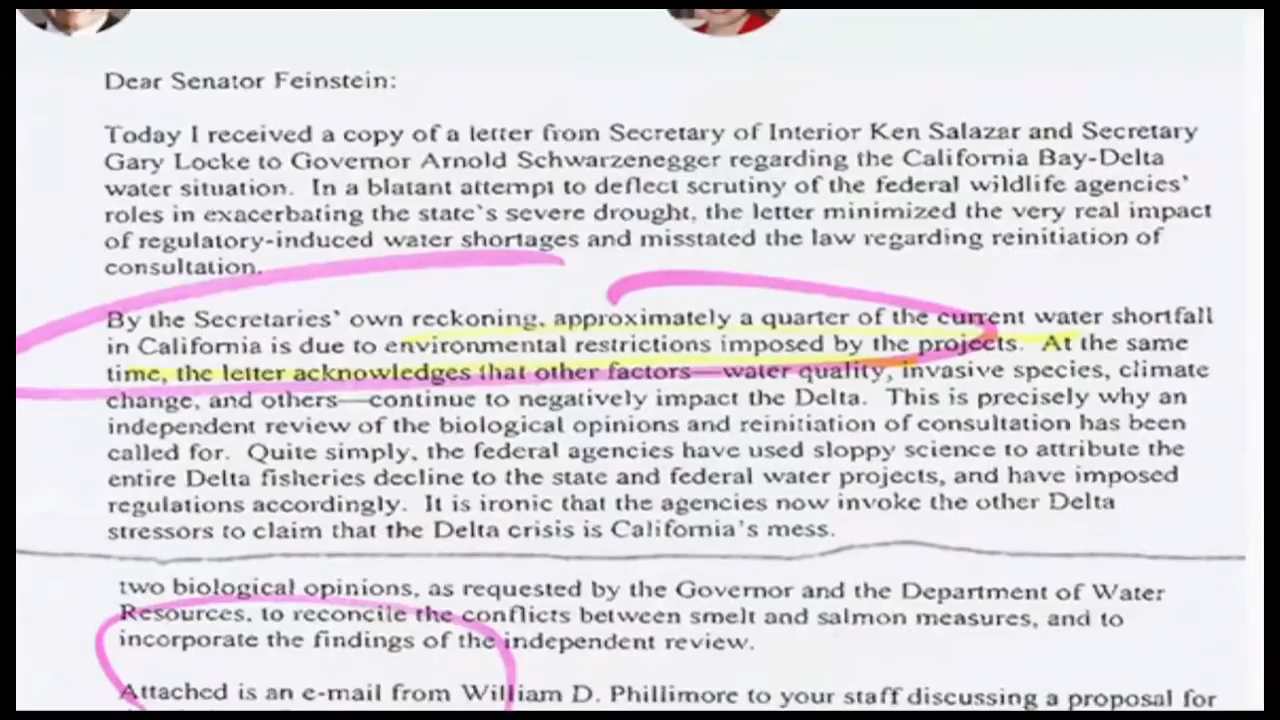 Dear Senator Feinstein:
Today I received a copy of a letter from Secretary of Interior Ken Salazar and Secretary
Gary Locke to Governor Arnold Schwarzenegger regarding the California Bay-Delta
water situation. In a blatant attempt to deflect scrutiny of the federal wildlife agencies'
roles in exacerbating the state's severe drought, the letter minimized the very real impact
of regulatory-induced water shortages and misstated the law regarding reinitiation of
consultation.
By the Secretaries' own reckoning, approximately a quarter of the current water shortfall
in California is due to environmental restrictions imposed by the projects. At the same
time, the letter acknowledges that other factors—water quality, invasive species, climate
change, and others—continue to negatively impact the Delta. This is precisely why an
independent review of the biological opinions and reinitiation of consultation has been
called for. Quite simply, the federal agencies have used sloppy science to attribute the
entire Delta fisheries decline to the state and federal water projects, and have imposed
regulations accordingly. It is ironic that the agencies now invoke the other Delta
stressors to claim that the Delta crisis is California's mess.
two biological opinions, as requested by the Governor and the Department of Water
Resources, to reconcile the conflicts between smelt and salmon measures, and to
incorporate the findings of the independent review.
Attached is an e-mail from William D. Phillimore to your staff discussing a proposal for